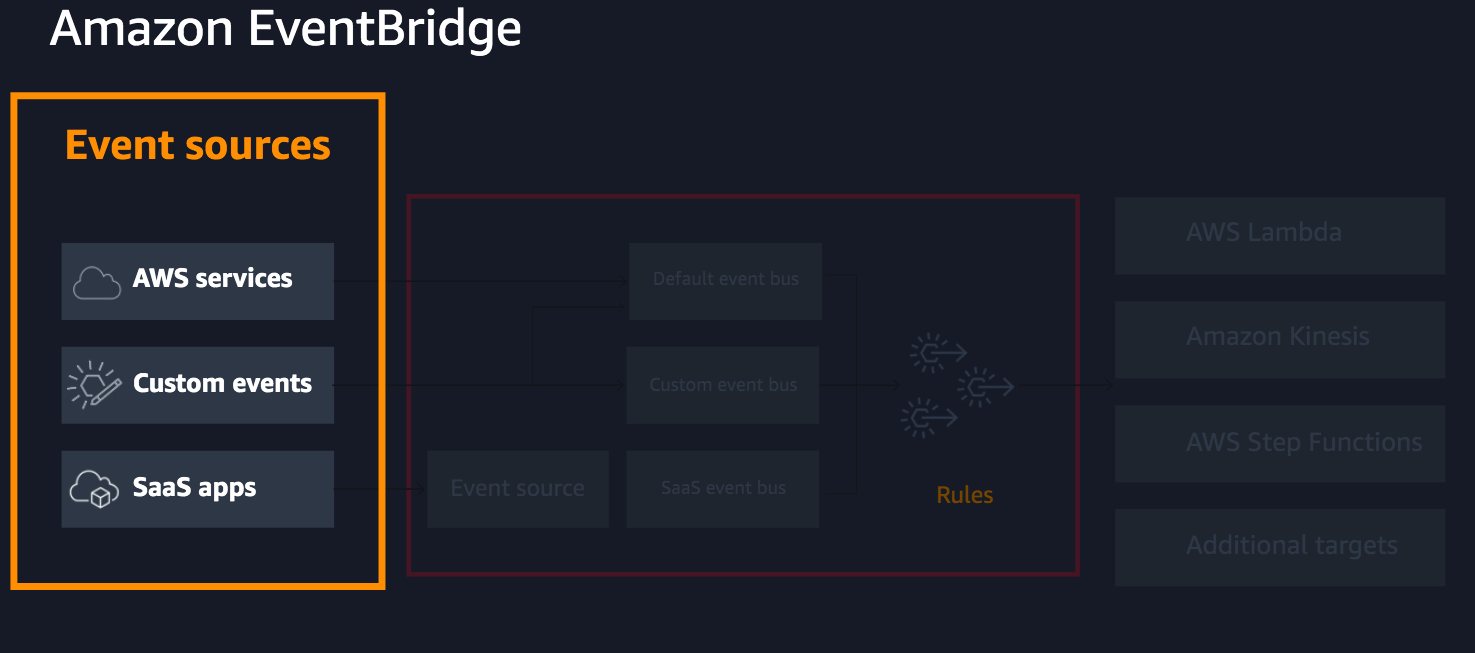 Amazon EventBridge
Event sources
AWS services
Custom events
SaaS apps
Default event bus
Custom event bus
Event source
SaaS event bus
Rules
AWS Lambda
Amazon Kinesis
AWS Step Functions
Additional targets